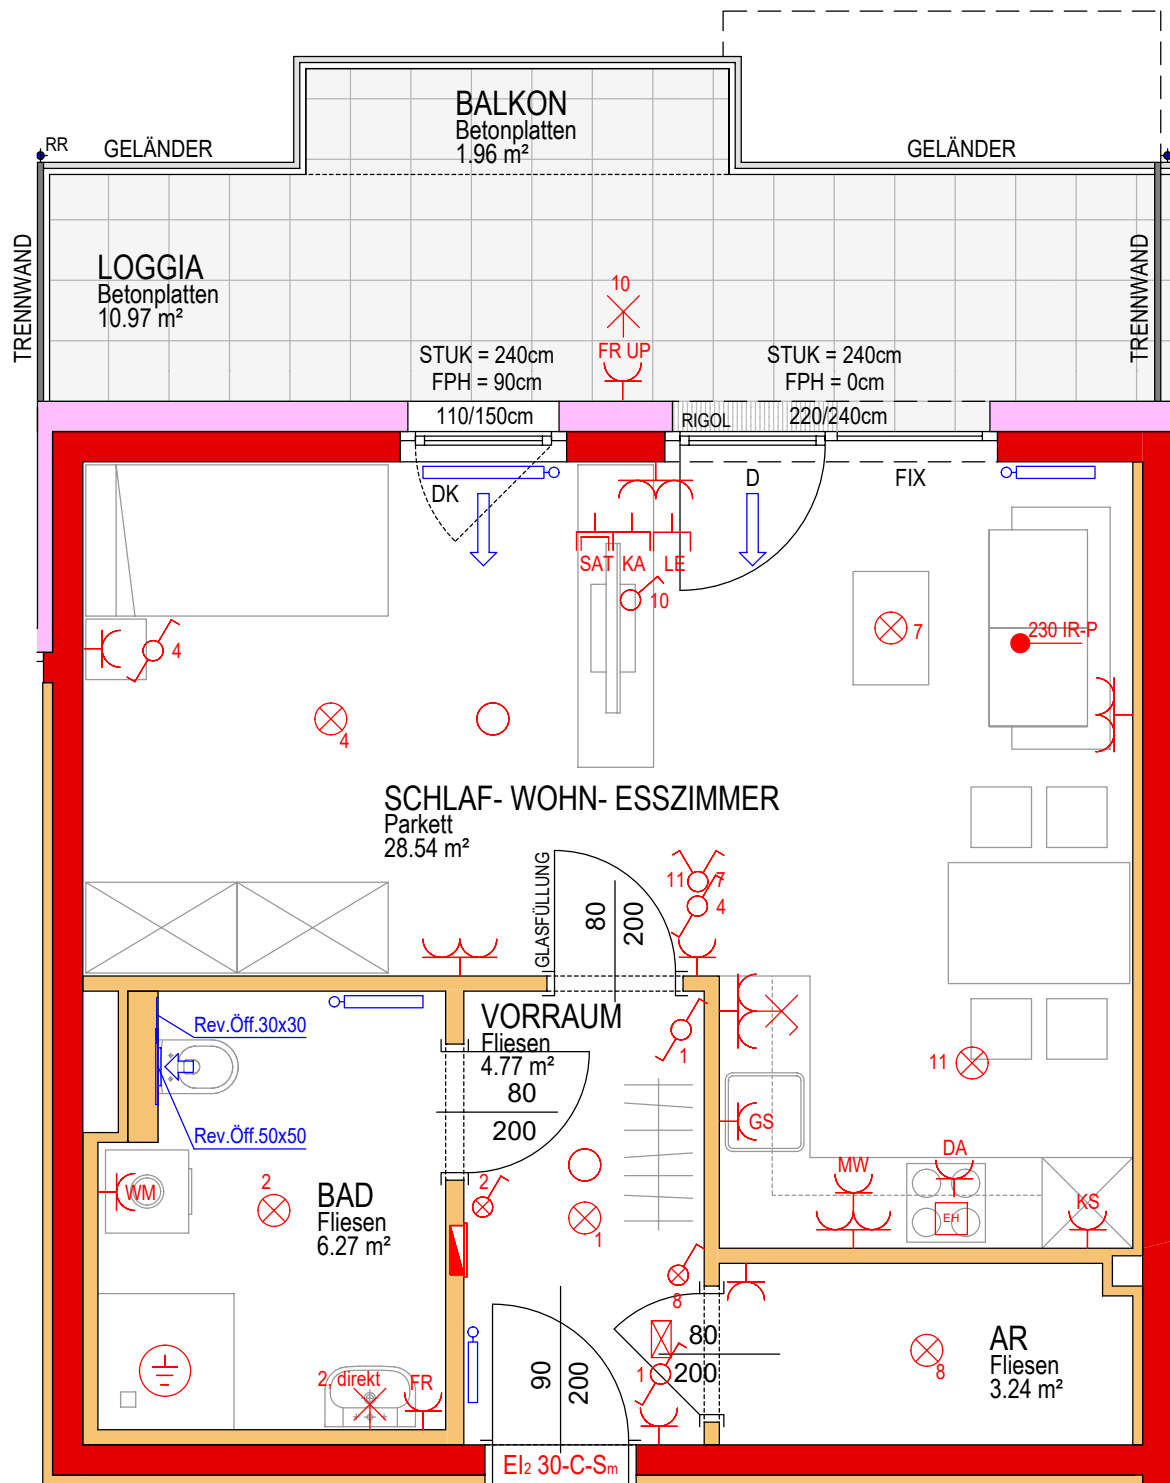 BALKON
Betonplatten
1.96 m²
RR
GELÄNDER
GELÄNDER
TRENNWAND
TRENNWAND
LOGGIA
Betonplatten
10.97 m²
10
FR UP
STUK = 240cm
FPH = 90cm
STUK = 240cm
FPH = 0cm
110/150cm
RIGOL
220/240cm
DK
D
FIX
SAT
KA
LE
10
4
7
230 IR-P
4
SCHLAF- WOHN- ESSZIMMER
Parkett
28.54 m²
GLASFÜLLUNG
80
200
11
7
4
Rev.Öff.30x30
VORRAUM
Fliesen
4.77 m²
1
11
80
200
GS
Rev.Öff.50x50
MW
DA
WM
2
BAD
Fliesen
6.27 m²
2
1
EH
KS
8
80
200
AR
Fliesen
3.24 m²
8
2, direkt
FR
90
200
1
EI2 30-C-Sm